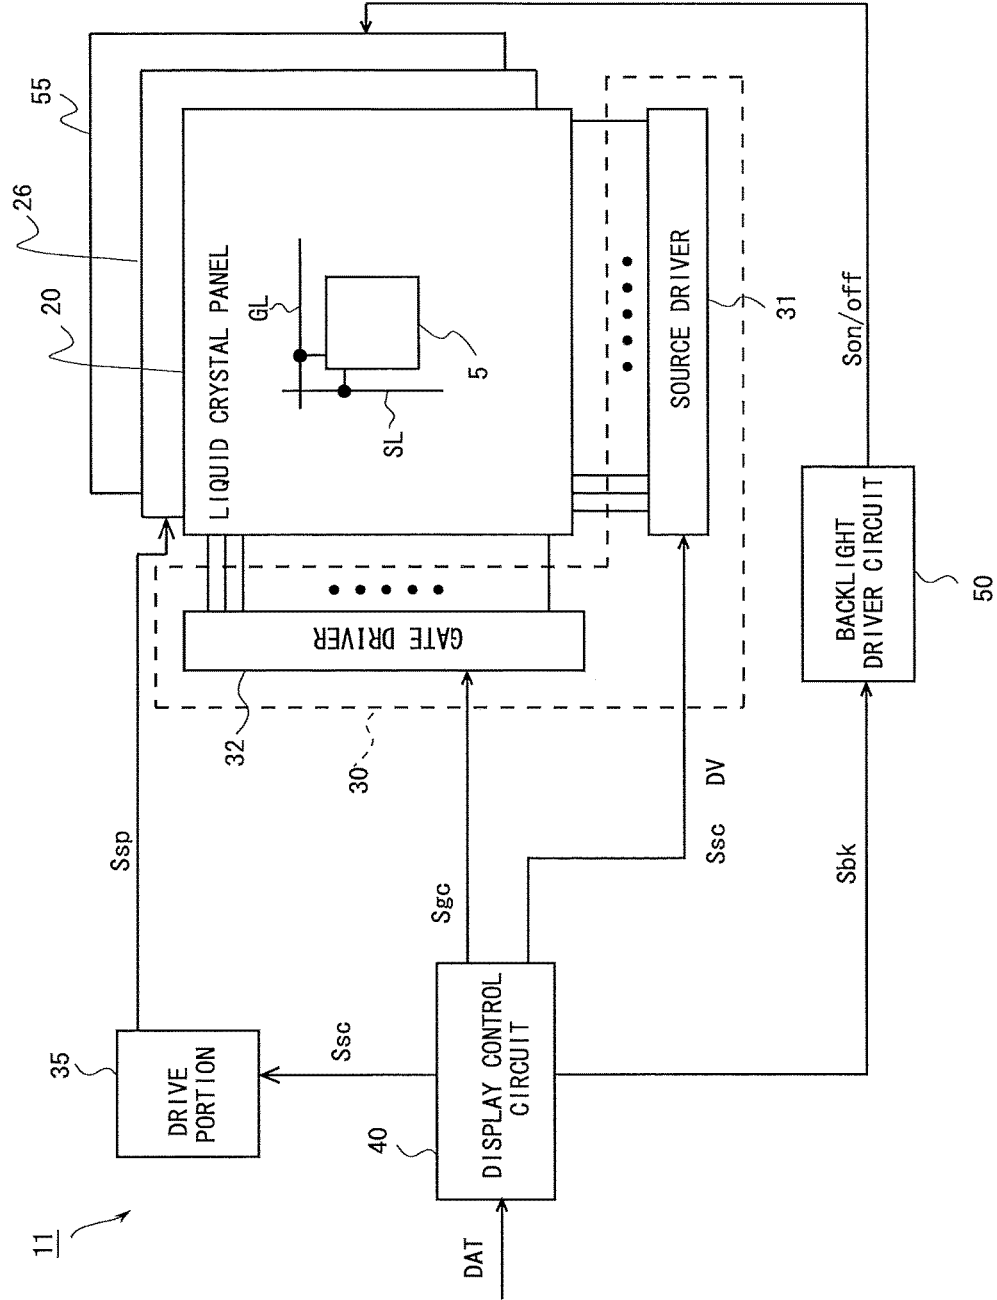 11
35
DRIVE
PORTION
Ssp
Ssc
40
DISPLAY CONTROL
CIRCUIT
DAT
Sgc
Ssc DV
Sbk
30
32
GATE DRIVER
20
26
55
LIQUID CRYSTAL PANEL
GL
SL
5
SOURCE DRIVER
31
Son/off
BACKLIGHT
DRIVER CIRCUIT
50